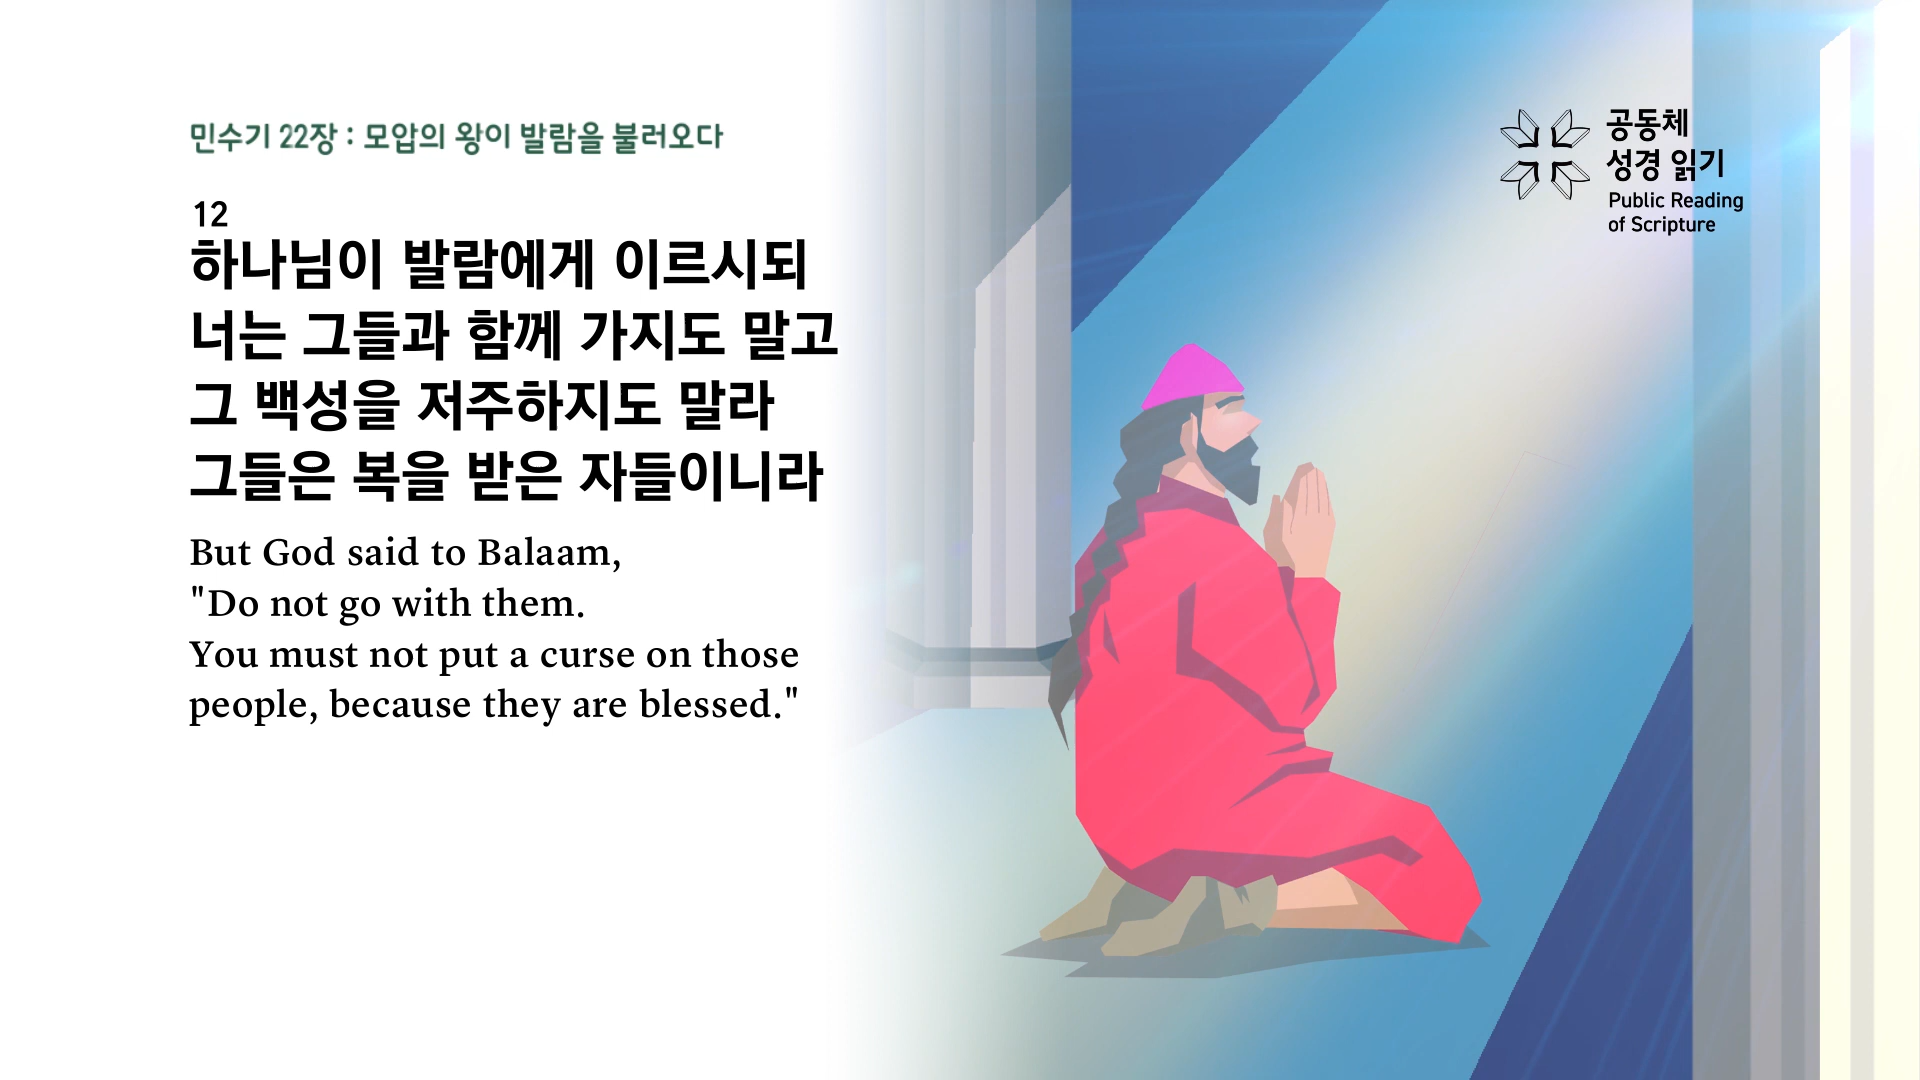 민수기 22장 : 모압의 왕이 발람을 불러오다
12
하나님이 발람에게 이르시되
너는 그들과 함께 가지도 말고
그 백성을 저주하지도 말라
그들은 복을 받은 자들이니라
But God said to Balaam,
"Do not go with them.
You must not put a curse on those
people, because they are blessed."
공동체
성경 읽기
Public Reading
of Scripture